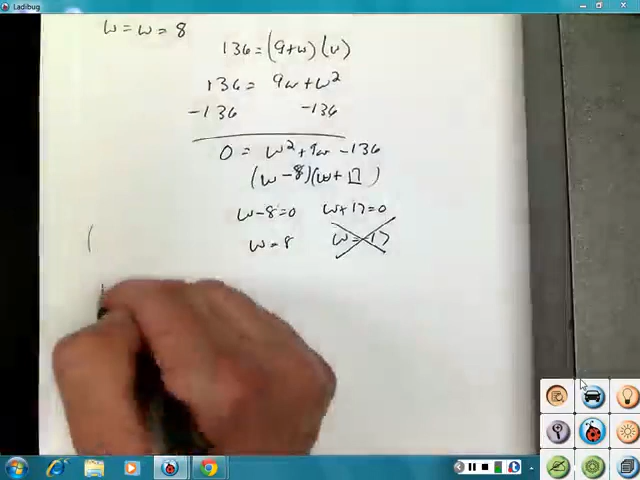 Ladibug
W = W = 8
136 = (9+w)(w)
136 = 9w + w²
-136 -136
0 = w² + 9w - 136
(w - 8)(w + 17)
w - 8 = 0 w + 17 = 0
w = 8 w = -17
(